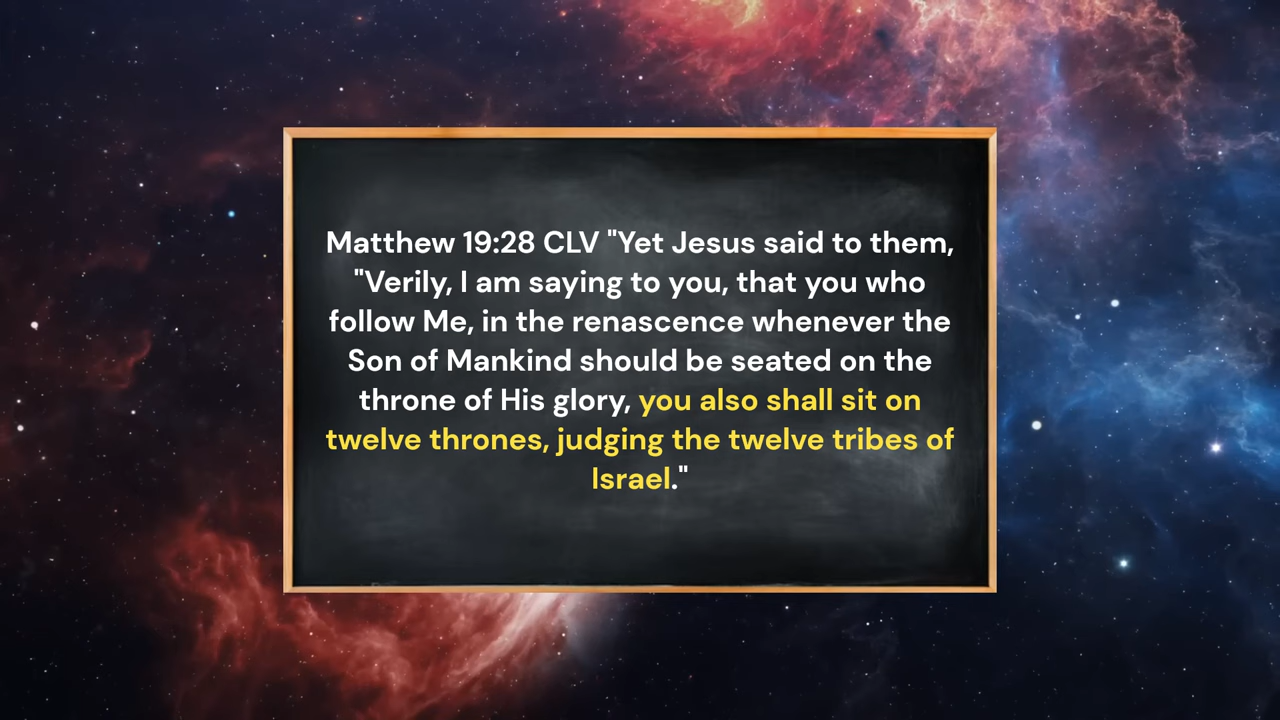 Matthew 19:28 CLV "Yet Jesus said to them,
"Verily, I am saying to you, that you who
follow Me, in the renascence whenever the
Son of Mankind should be seated on the
throne of His glory, you also shall sit on
twelve thrones, judging the twelve tribes of
Israel."